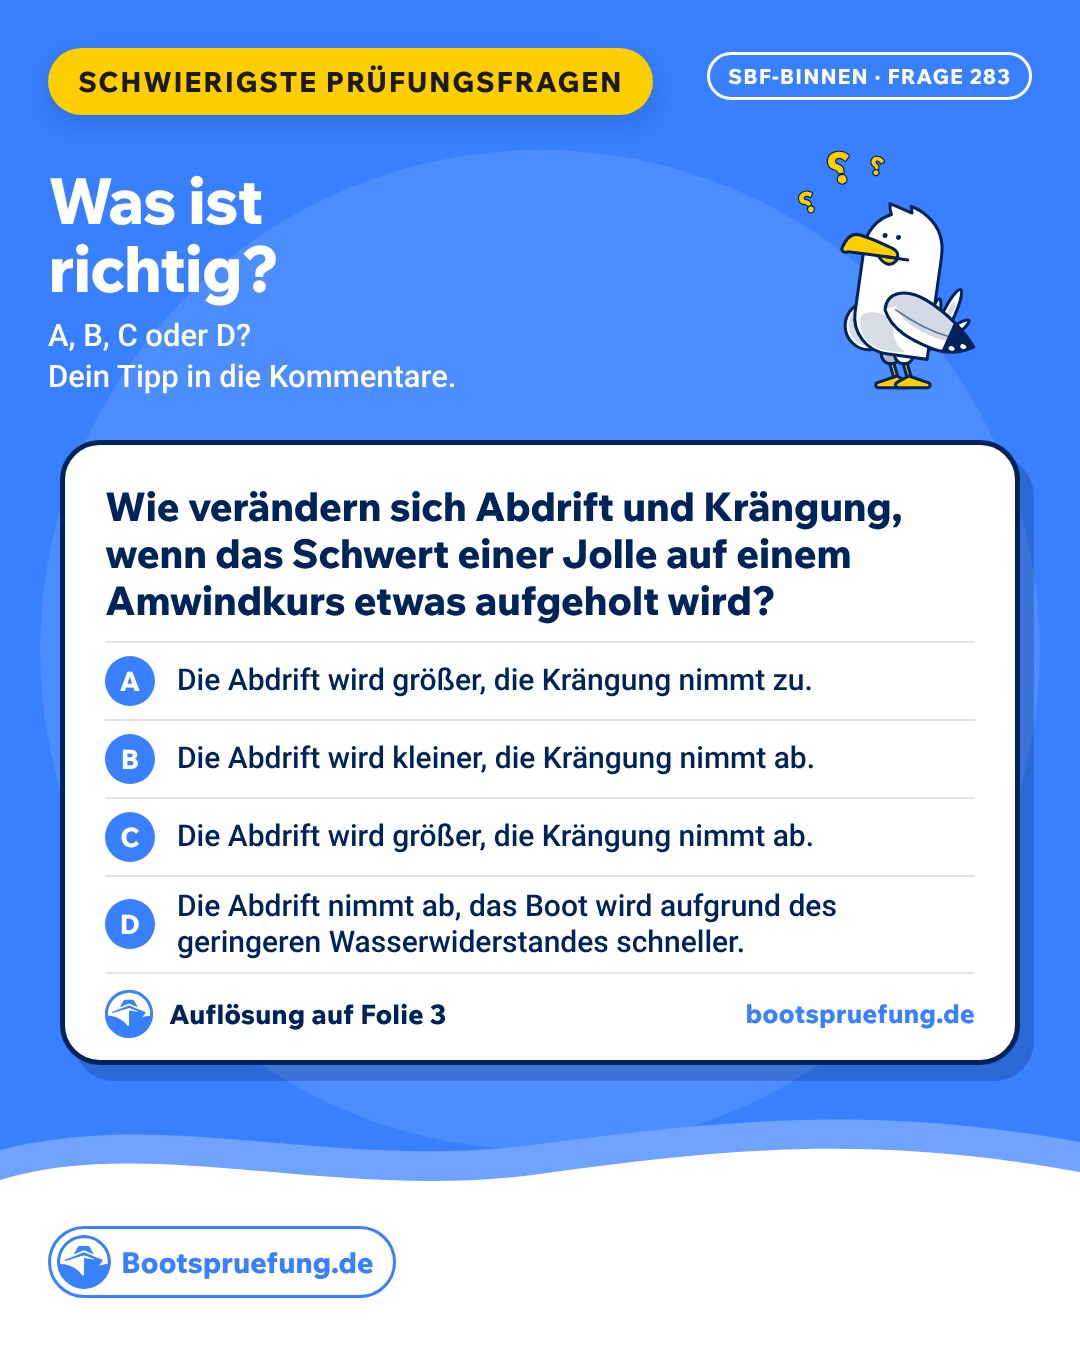 SCHWIERIGSTE PRÜFUNGSFRAGEN
SBF-BINNEN · FRAGE 283
Was ist
richtig?
A, B, C oder D?
Dein Tipp in die Kommentare.
? ? ?
Wie verändern sich Abdrift und Krängung,
wenn das Schwert einer Jolle auf einem
Amwindkurs etwas aufgeholt wird?
A Die Abdrift wird größer, die Krängung nimmt zu.
B Die Abdrift wird kleiner, die Krängung nimmt ab.
C Die Abdrift wird größer, die Krängung nimmt ab.
D Die Abdrift nimmt ab, das Boot wird aufgrund des
geringeren Wasserwiderstandes schneller.
Auflösung auf Folie 3
bootspruefung.de
Bootspruefung.de